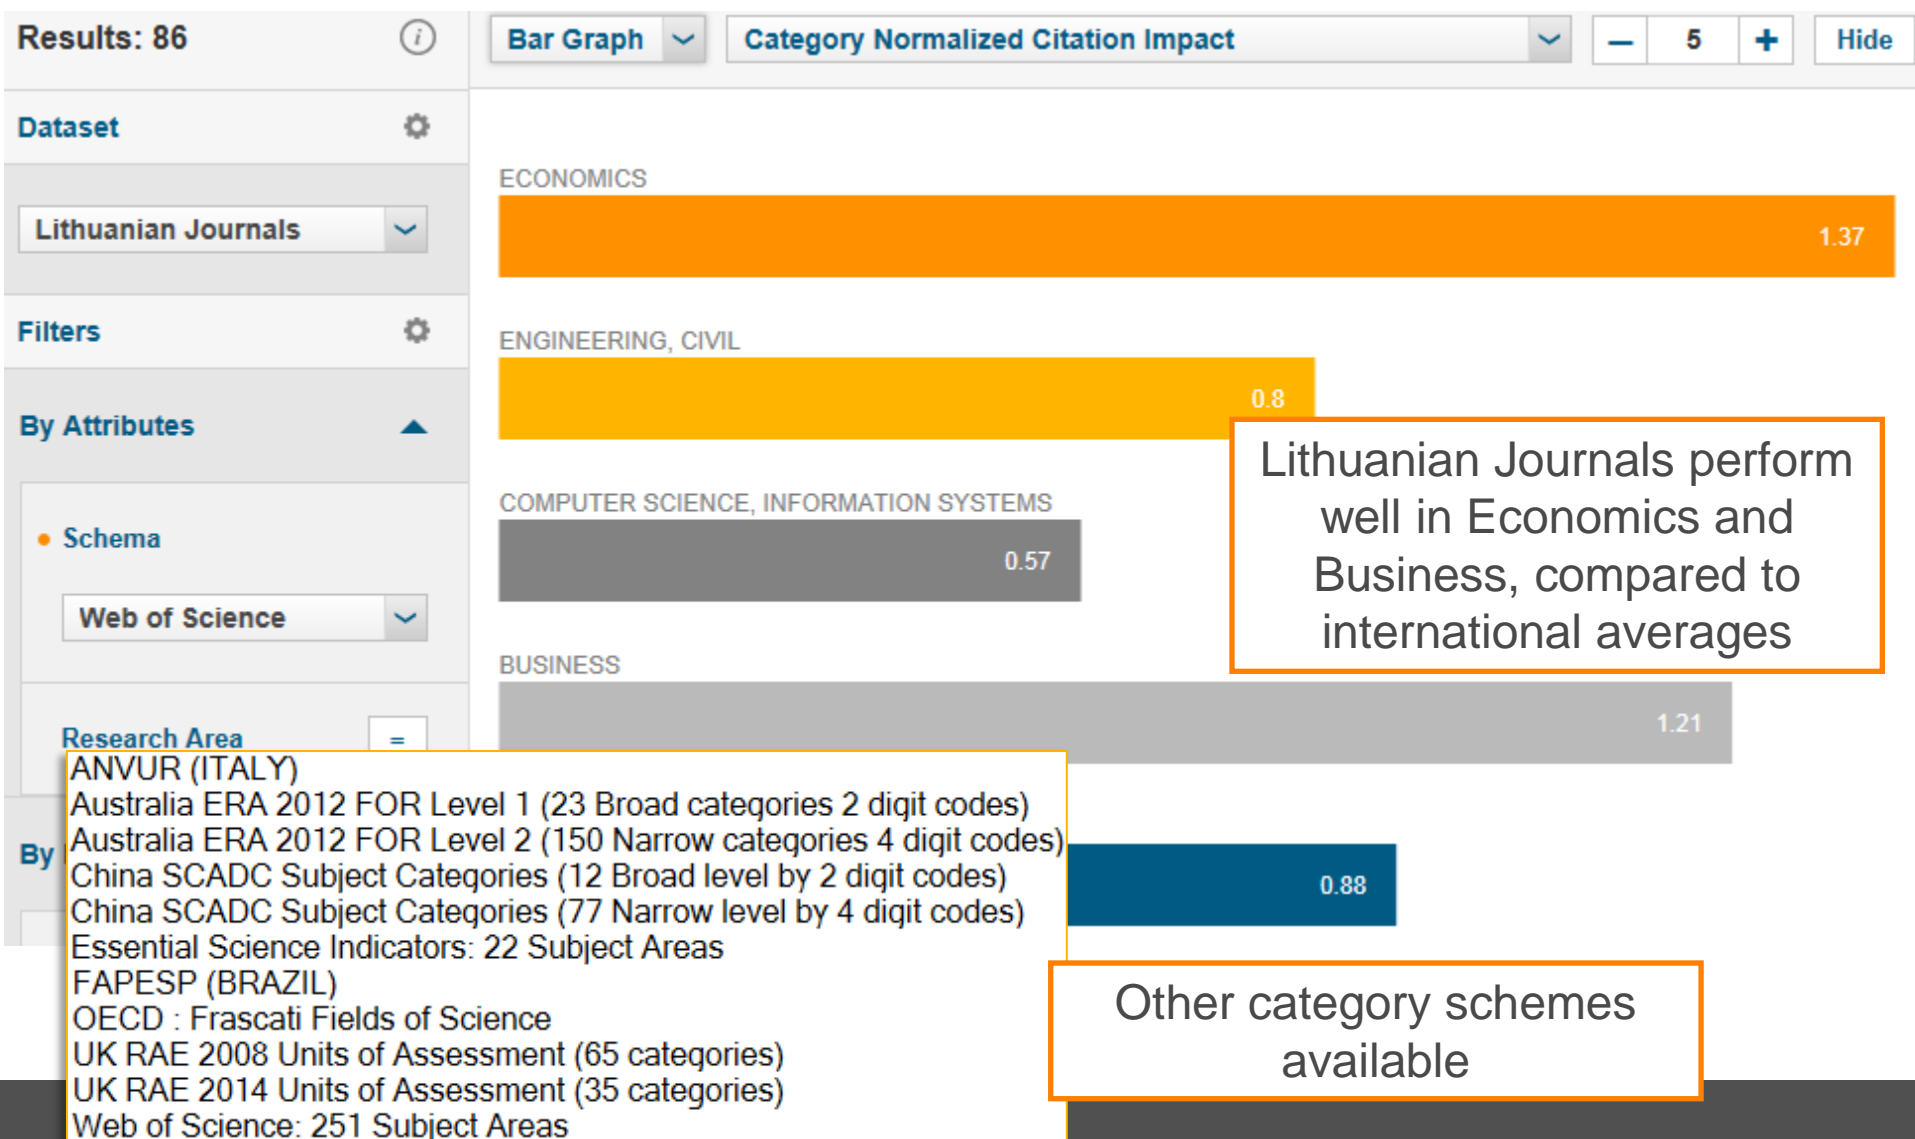 Results: 86
Bar Graph
Category Normalized Citation Impact
5
Hide
Dataset
Lithuanian Journals
Filters
By Attributes
Schema
Web of Science
Research Area
=
By
ECONOMICS
1.37
ENGINEERING, CIVIL
0.8
COMPUTER SCIENCE, INFORMATION SYSTEMS
0.57
BUSINESS
1.21
0.88
Lithuanian Journals perform
well in Economics and
Business, compared to
international averages
ANVUR (ITALY)
Australia ERA 2012 FOR Level 1 (23 Broad categories 2 digit codes)
Australia ERA 2012 FOR Level 2 (150 Narrow categories 4 digit codes)
China SCADC Subject Categories (12 Broad level by 2 digit codes)
China SCADC Subject Categories (77 Narrow level by 4 digit codes)
Essential Science Indicators: 22 Subject Areas
FAPESP (BRAZIL)
OECD : Frascati Fields of Science
UK RAE 2008 Units of Assessment (65 categories)
UK RAE 2014 Units of Assessment (35 categories)
Web of Science: 251 Subject Areas
Other category schemes
available